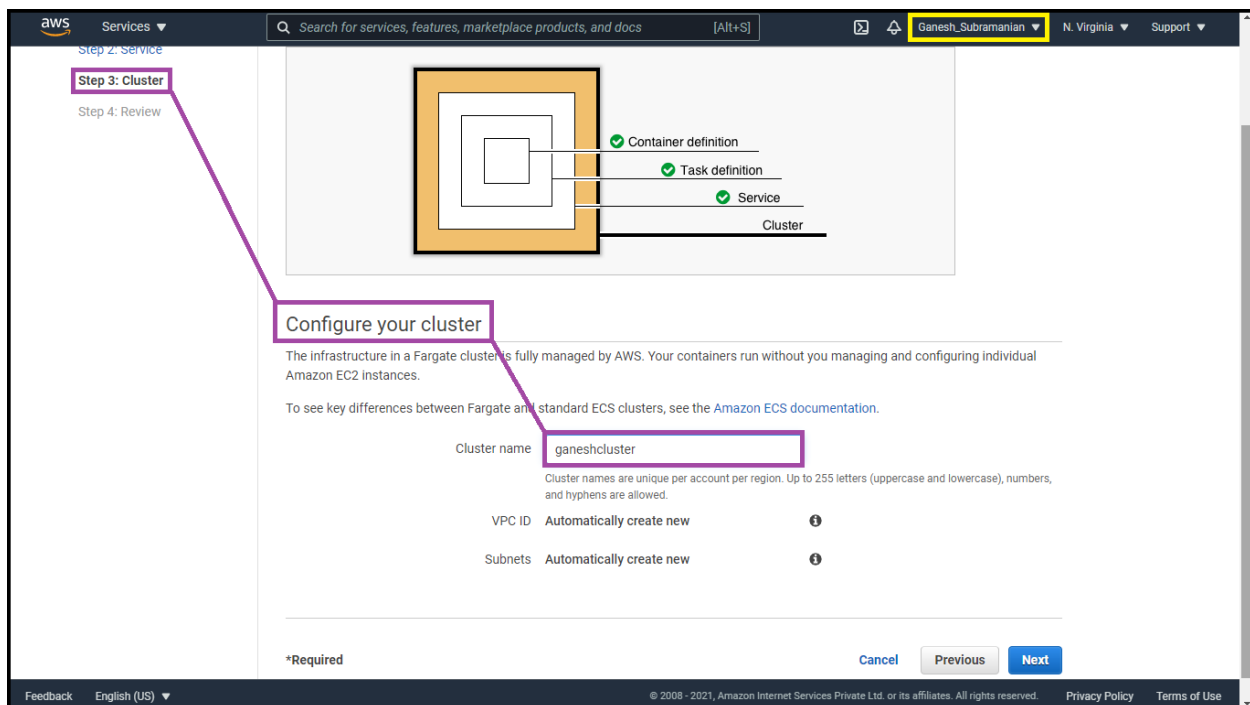 aws Services ▼ Search for services, features, marketplace products, and docs [Alt+S] Ganesh_Subramanian ▼ N. Virginia ▼ Support ▼
Step 2: Service
Step 3: Cluster
Step 4: Review
Container definition
Task definition
Service
Cluster
Configure your cluster
The infrastructure in a Fargate cluster is fully managed by AWS. Your containers run without you managing and configuring individual
Amazon EC2 instances.
To see key differences between Fargate and standard ECS clusters, see the Amazon ECS documentation.
Cluster name ganeshcluster
Cluster names are unique per account per region. Up to 255 letters (uppercase and lowercase), numbers,
and hyphens are allowed.
VPC ID Automatically create new
Subnets Automatically create new
*Required Cancel Previous Next
Feedback English (US) ▼ © 2008 - 2021, Amazon Internet Services Private Ltd. or its affiliates. All rights reserved. Privacy Policy Terms of Use